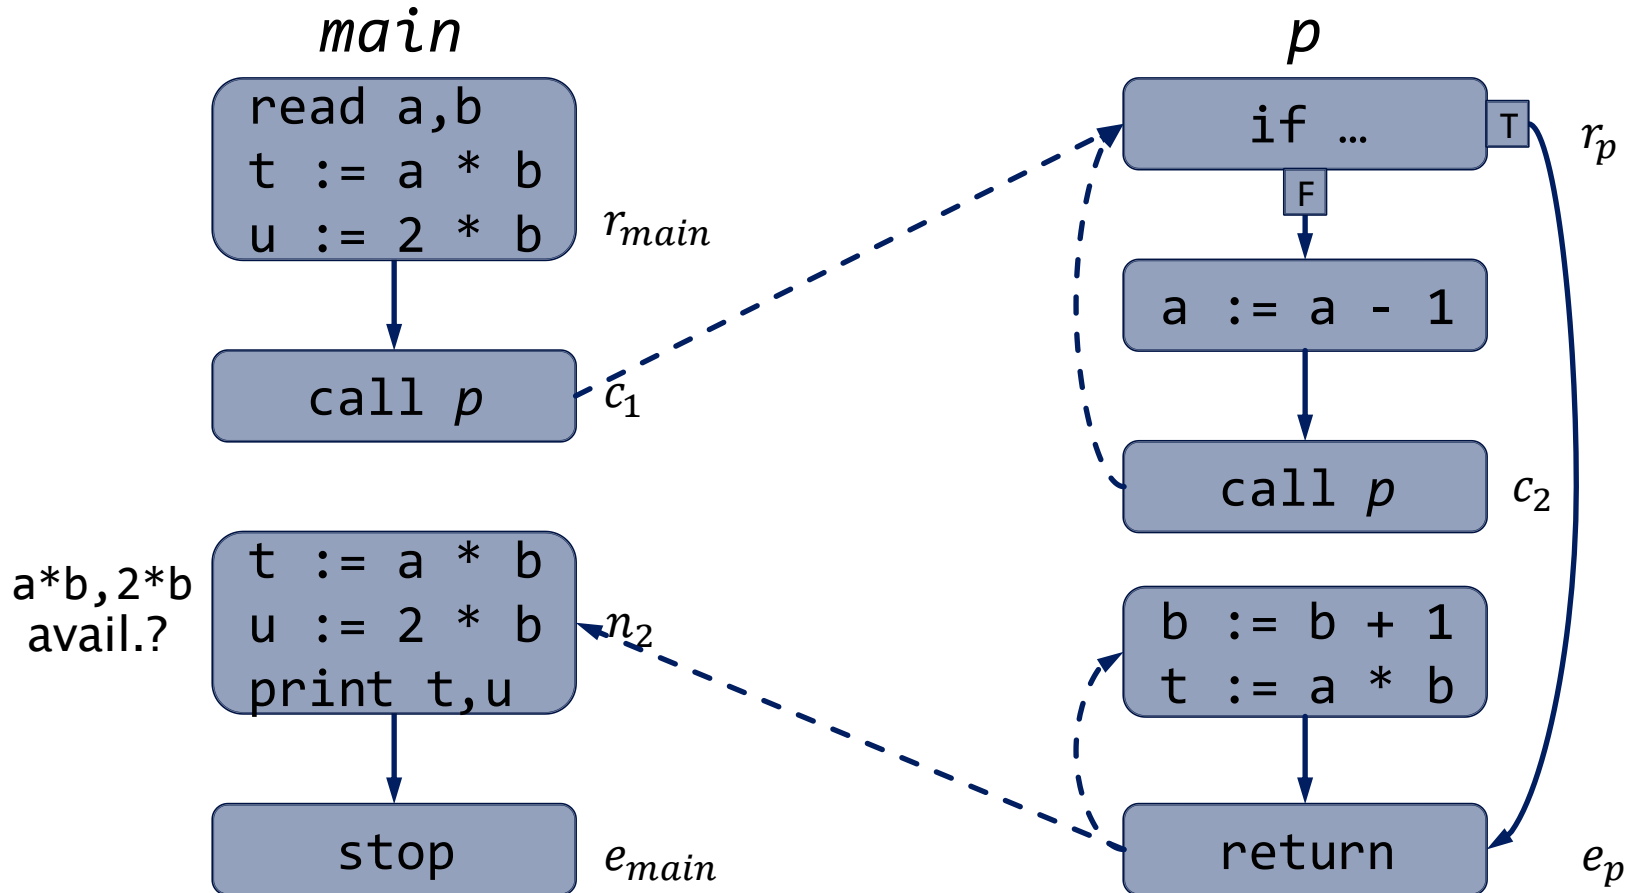 main
read a,b
t := a * b
u := 2 * b
r_main
call p
c_1
a*b,2*b
avail.?
t := a * b
u := 2 * b
print t,u
n_2
stop
e_main
p
if …
T
r_p
F
a := a - 1
call p
c_2
b := b + 1
t := a * b
return
e_p